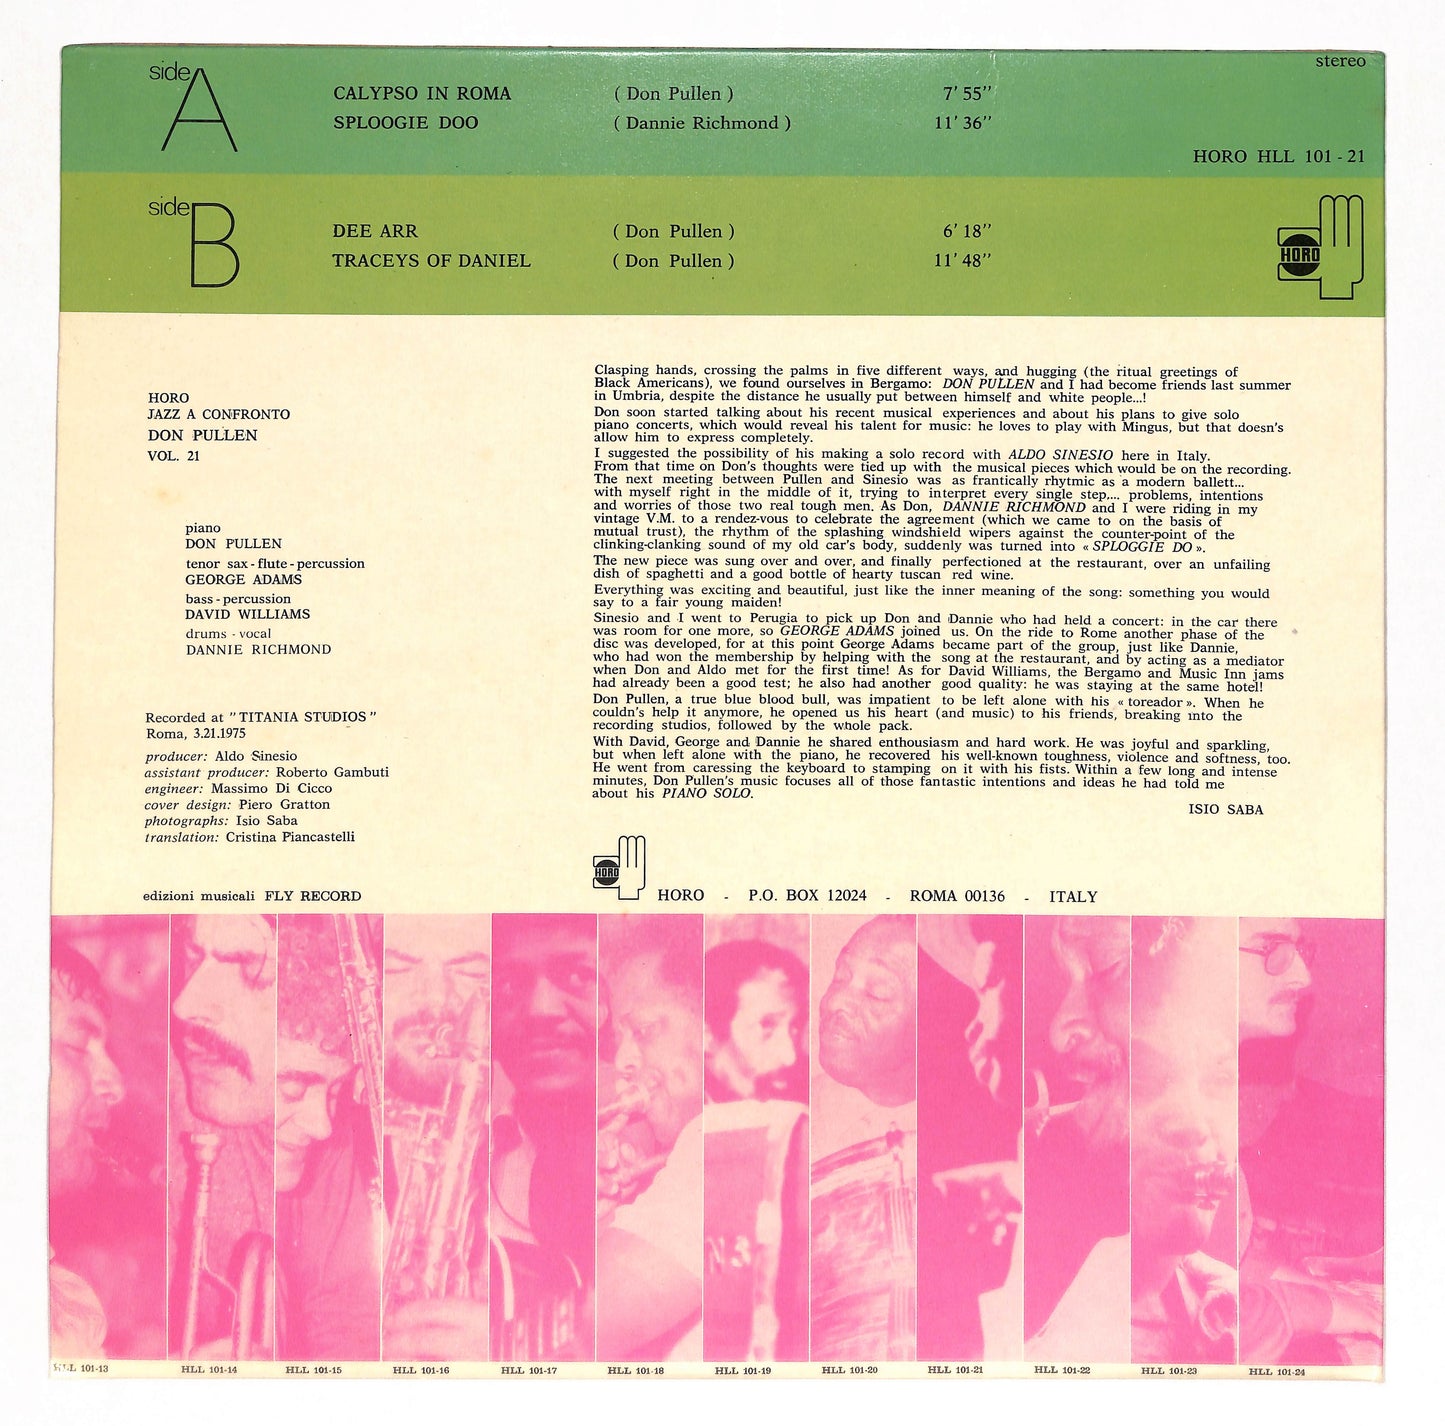 side A
CALYPSO IN ROMA ( Don Pullen ) 7' 55"
SPLOOGIE DOO ( Dannie Richmond ) 11' 36"
stereo
HORO HLL 101 - 21
side B
DEE ARR ( Don Pullen ) 6' 18"
TRACEYS OF DANIEL ( Don Pullen ) 11' 48"
HORO
HORO
JAZZ A CONFRONTO
DON PULLEN
VOL. 21
piano
DON PULLEN
tenor sax - flute - percussion
GEORGE ADAMS
bass - percussion
DAVID WILLIAMS
drums - vocal
DANNIE RICHMOND
Recorded at "TITANIA STUDIOS"
Roma, 3.21.1975
producer: Aldo Sinesio
assistant producer: Roberto Gambuti
engineer: Massimo Di Cicco
cover design: Piero Gratton
photographs: Isio Saba
translation: Cristina Piancastelli
edizioni musicali FLY RECORD
Clasping hands, crossing the palms in five different ways, and hugging (the ritual greetings of
Black Americans), we found ourselves in Bergamo: DON PULLEN and I had become friends last summer
in Umbria, despite the distance he usually put between himself and white people...!
Don soon started talking about his recent musical experiences and about his plans to give solo
piano concerts, which would reveal his talent for music: he loves to play with Mingus, but that doesn's
allow him to express completely.
I suggested the possibility of his making a solo record with ALDO SINESIO here in Italy.
From that time on Don's thoughts were tied up with the musical pieces which would be on the recording.
The next meeting between Pullen and Sinesio was as frantically rhytmic as a modern ballett...
with myself right in the middle of it, trying to interpret every single step,... problems, intentions
and worries of those two real tough men. As Don, DANNIE RICHMOND and I were riding in my
vintage V.M. to a rendez-vous to celebrate the agreement (which we came to on the basis of
mutual trust), the rhythm of the splashing windshield wipers against the counter-point of the
clinking-clanking sound of my old car's body, suddenly was turned into « SPLOGGIE DO ».
The new piece was sung over and over, and finally perfectioned at the restaurant, over an unfailing
dish of spaghetti and a good bottle of hearty tuscan red wine.
Everything was exciting and beautiful, just like the inner meaning of the song: something you would
say to a fair young maiden!
Sinesio and I went to Perugia to pick up Don and Dannie who had held a concert: in the car there
was room for one more, so GEORGE ADAMS joined us. On the ride to Rome another phase of the
disc was developed, for at this point George Adams became part of the group, just like Dannie,
who had won the membership by helping with the song at the restaurant, and by acting as a mediator
when Don and Aldo met for the first time! As for David Williams, the Bergamo and Music Inn jams
had already been a good test; he also had another good quality: he was staying at the same hotel!
Don Pullen, a true blue blood bull, was impatient to be left alone with his « toreador ». When he
couldn's help it anymore, he opened us his heart (and music) to his friends, breaking into the
recording studios, followed by the whole pack.
With David, George and Dannie he shared enthousiasm and hard work. He was joyful and sparkling,
but when left alone with the piano, he recovered his well-known toughness, violence and softness, too.
He went from caressing the keyboard to stamping on it with his fists. Within a few long and intense
minutes, Don Pullen's music focuses all of those fantastic intentions and ideas he had told me
about his PIANO SOLO.
ISIO SABA
HORO
HORO - P.O. BOX 12024 - ROMA 00136 - ITALY
N.3
HLL 101-13 HLL 101-14 HLL 101-15 HLL 101-16 HLL 101-17 HLL 101-18 HLL 101-19 HLL 101-20 HLL 101-21 HLL 101-22 HLL 101-23 HLL 101-24